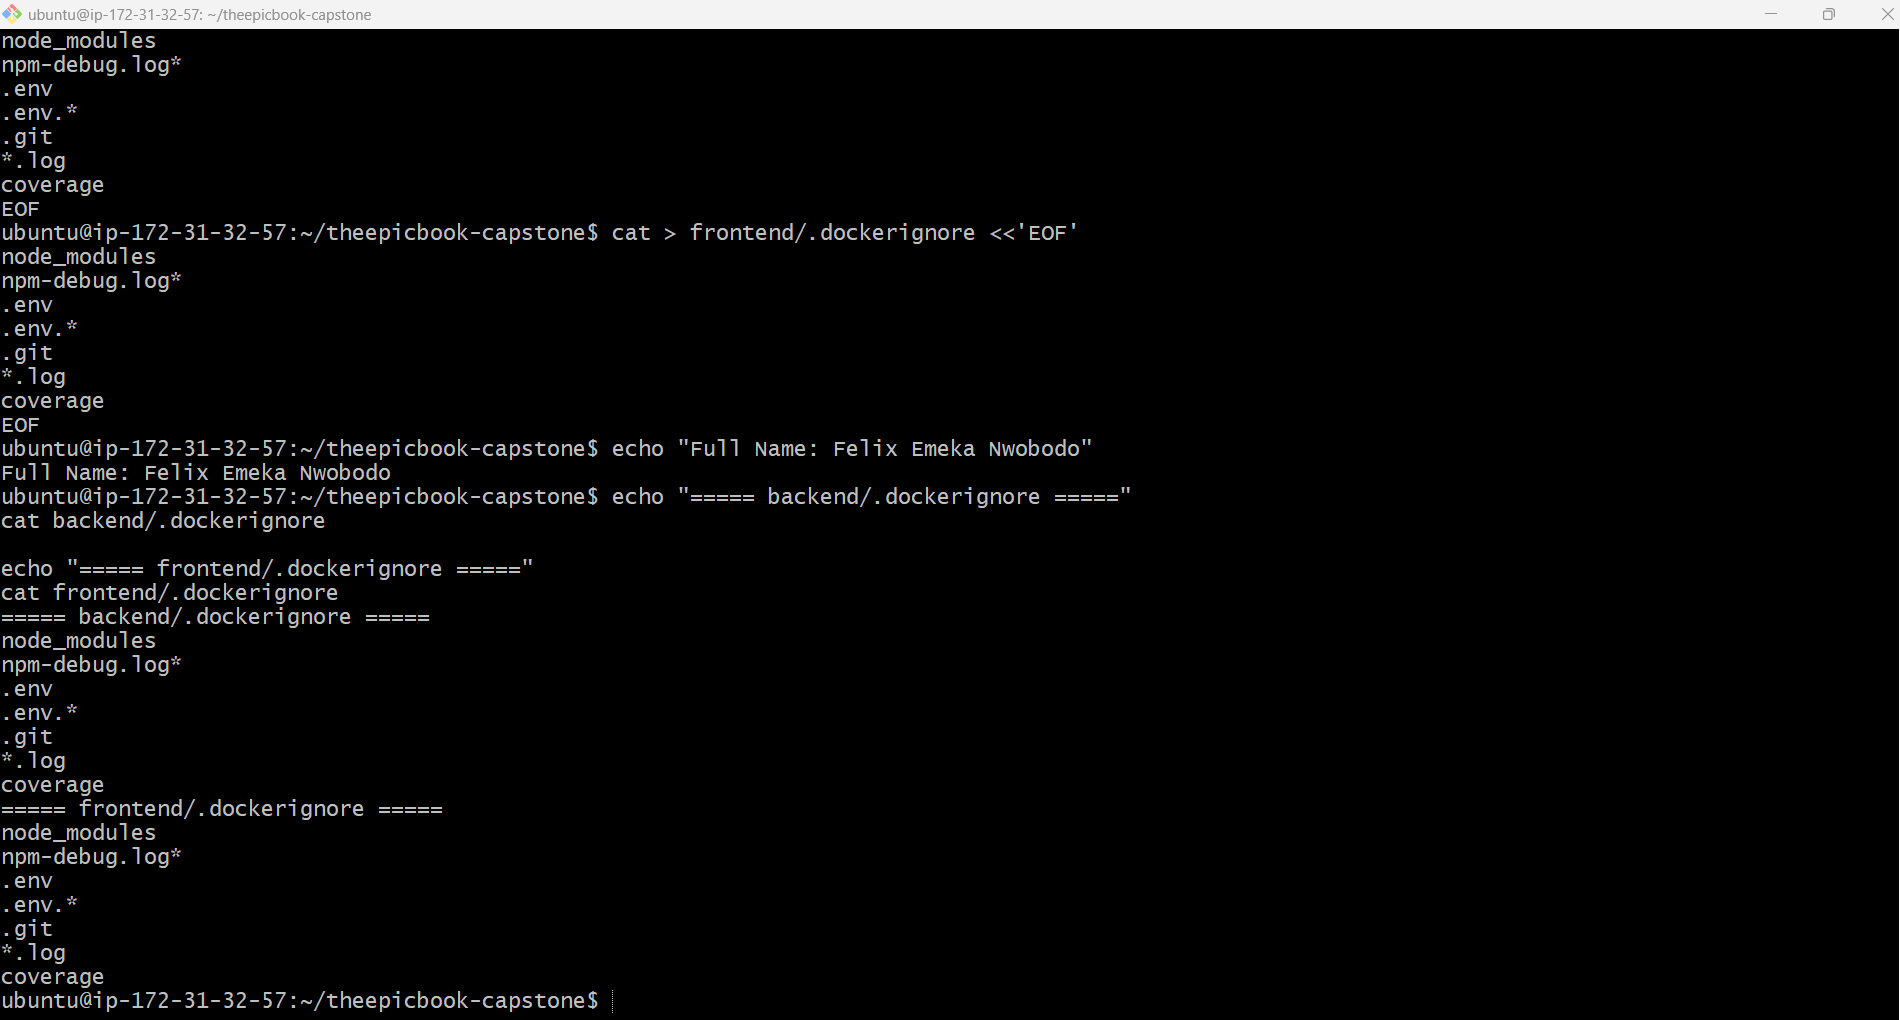 ubuntu@ip-172-31-32-57: ~/theepicbook-capstone
node_modules
npm-debug.log*
.env
.env.*
.git
*.log
coverage
EOF
ubuntu@ip-172-31-32-57:~/theepicbook-capstone$ cat > frontend/.dockerignore <<'EOF'
node_modules
npm-debug.log*
.env
.env.*
.git
*.log
coverage
EOF
ubuntu@ip-172-31-32-57:~/theepicbook-capstone$ echo "Full Name: Felix Emeka Nwobodo"
Full Name: Felix Emeka Nwobodo
ubuntu@ip-172-31-32-57:~/theepicbook-capstone$ echo "===== backend/.dockerignore ====="
cat backend/.dockerignore

echo "===== frontend/.dockerignore ====="
cat frontend/.dockerignore
===== backend/.dockerignore =====
node_modules
npm-debug.log*
.env
.env.*
.git
*.log
coverage
===== frontend/.dockerignore =====
node_modules
npm-debug.log*
.env
.env.*
.git
*.log
coverage
ubuntu@ip-172-31-32-57:~/theepicbook-capstone$